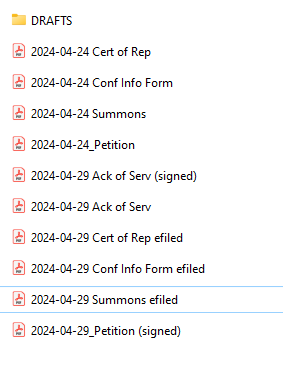 DRAFTS
2024-04-24 Cert of Rep
2024-04-24 Conf Info Form
2024-04-24 Summons
2024-04-24_Petition
2024-04-29 Ack of Serv (signed)
2024-04-29 Ack of Serv
2024-04-29 Cert of Rep efiled
2024-04-29 Conf Info Form efiled
2024-04-29 Summons efiled
2024-04-29_Petition (signed)